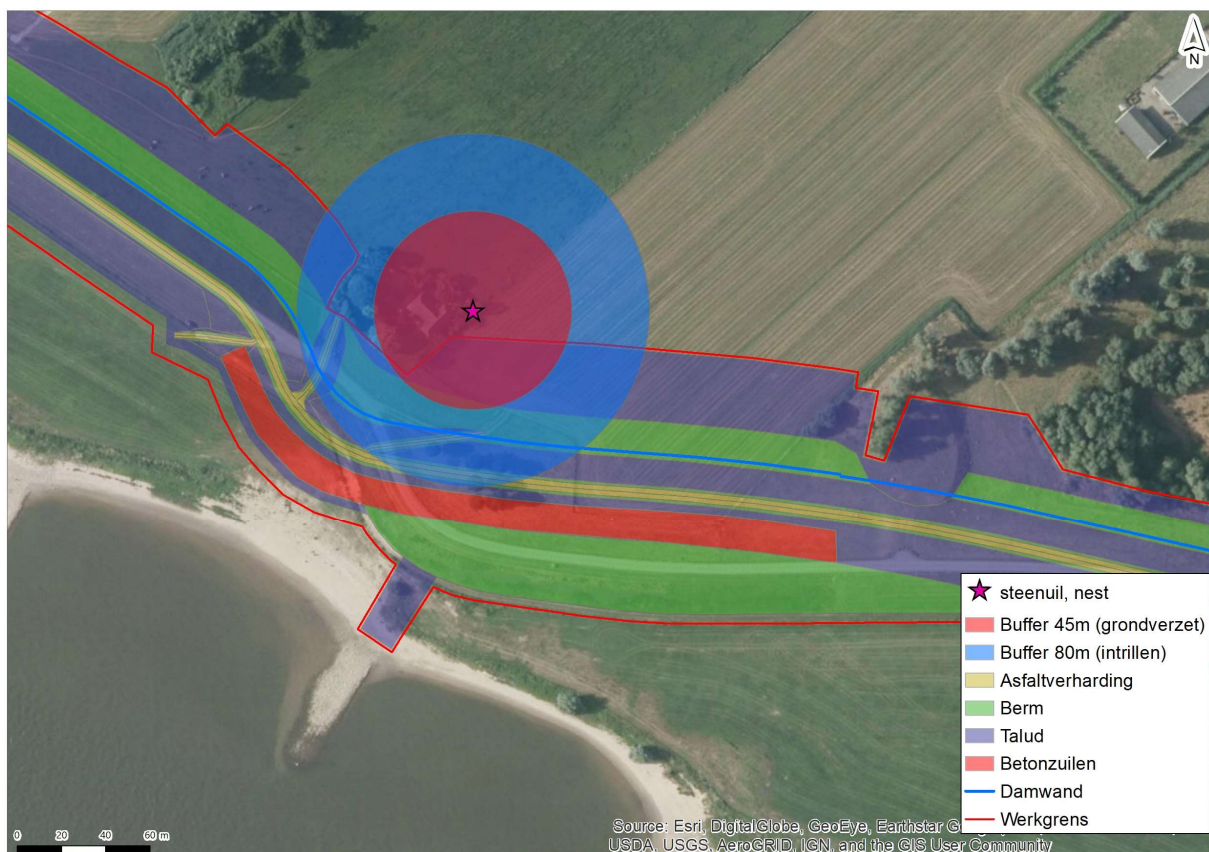 N
steenuil, nest
Buffer 45m (grondverzet)
Buffer 80m (intrillen)
Asfaltverharding
Berm
Talud
Betonzuilen
Damwand
Werkgrens
0 20 40 60 m
Source: Esri, DigitalGlobe, GeoEye, Earthstar
USDA, USGS, AeroGRID, IGN, and the GIS User Community